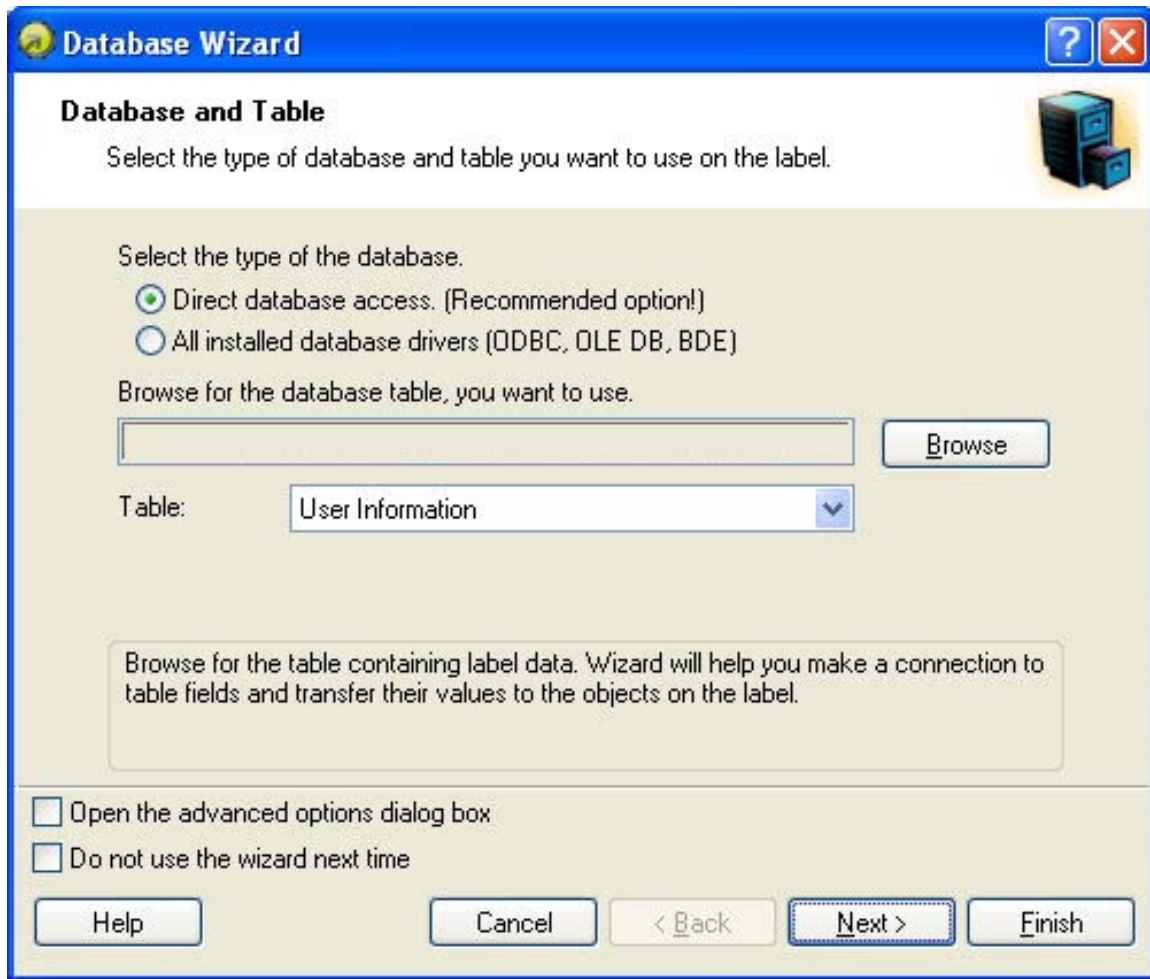 Database Wizard
Database and Table
Select the type of database and table you want to use on the label.
Select the type of the database.
Direct database access. (Recommended option!)
All installed database drivers (ODBC, OLE DB, BDE)
Browse for the database table, you want to use.
Browse
Table:
User Information
Browse for the table containing label data. Wizard will help you make a connection to
table fields and transfer their values to the objects on the label.
Open the advanced options dialog box
Do not use the wizard next time
Help
Cancel
< Back
Next >
Finish